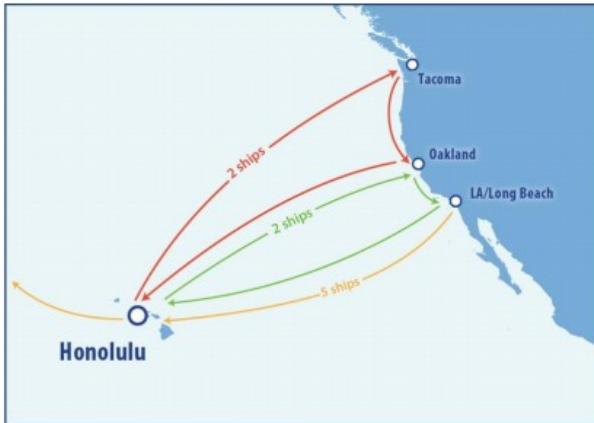 Tacoma
2 ships
Oakland
LA/Long Beach
2 ships
5 ships
Honolulu